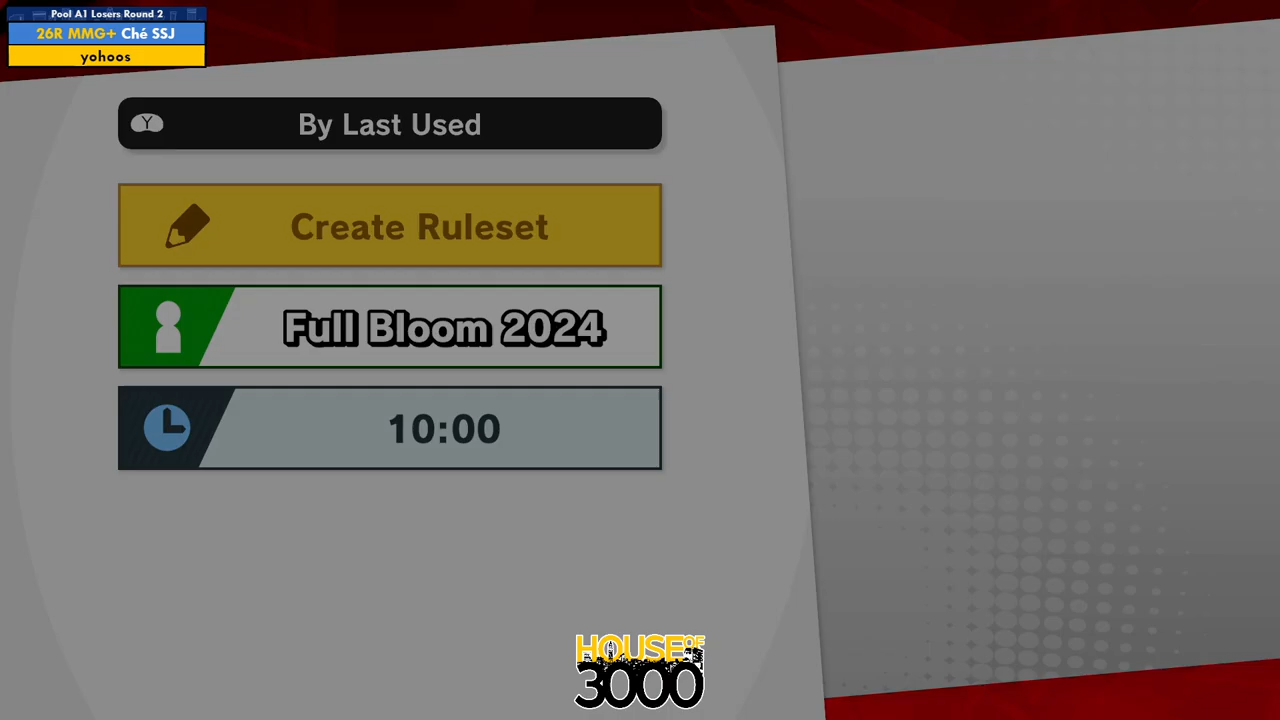 Pool A1 Losers Round 2
26R MMG+ Ché SSJ
yohoos
Y By Last Used
Create Ruleset
Full Bloom 2024
10:00
HOUSE OF
3000